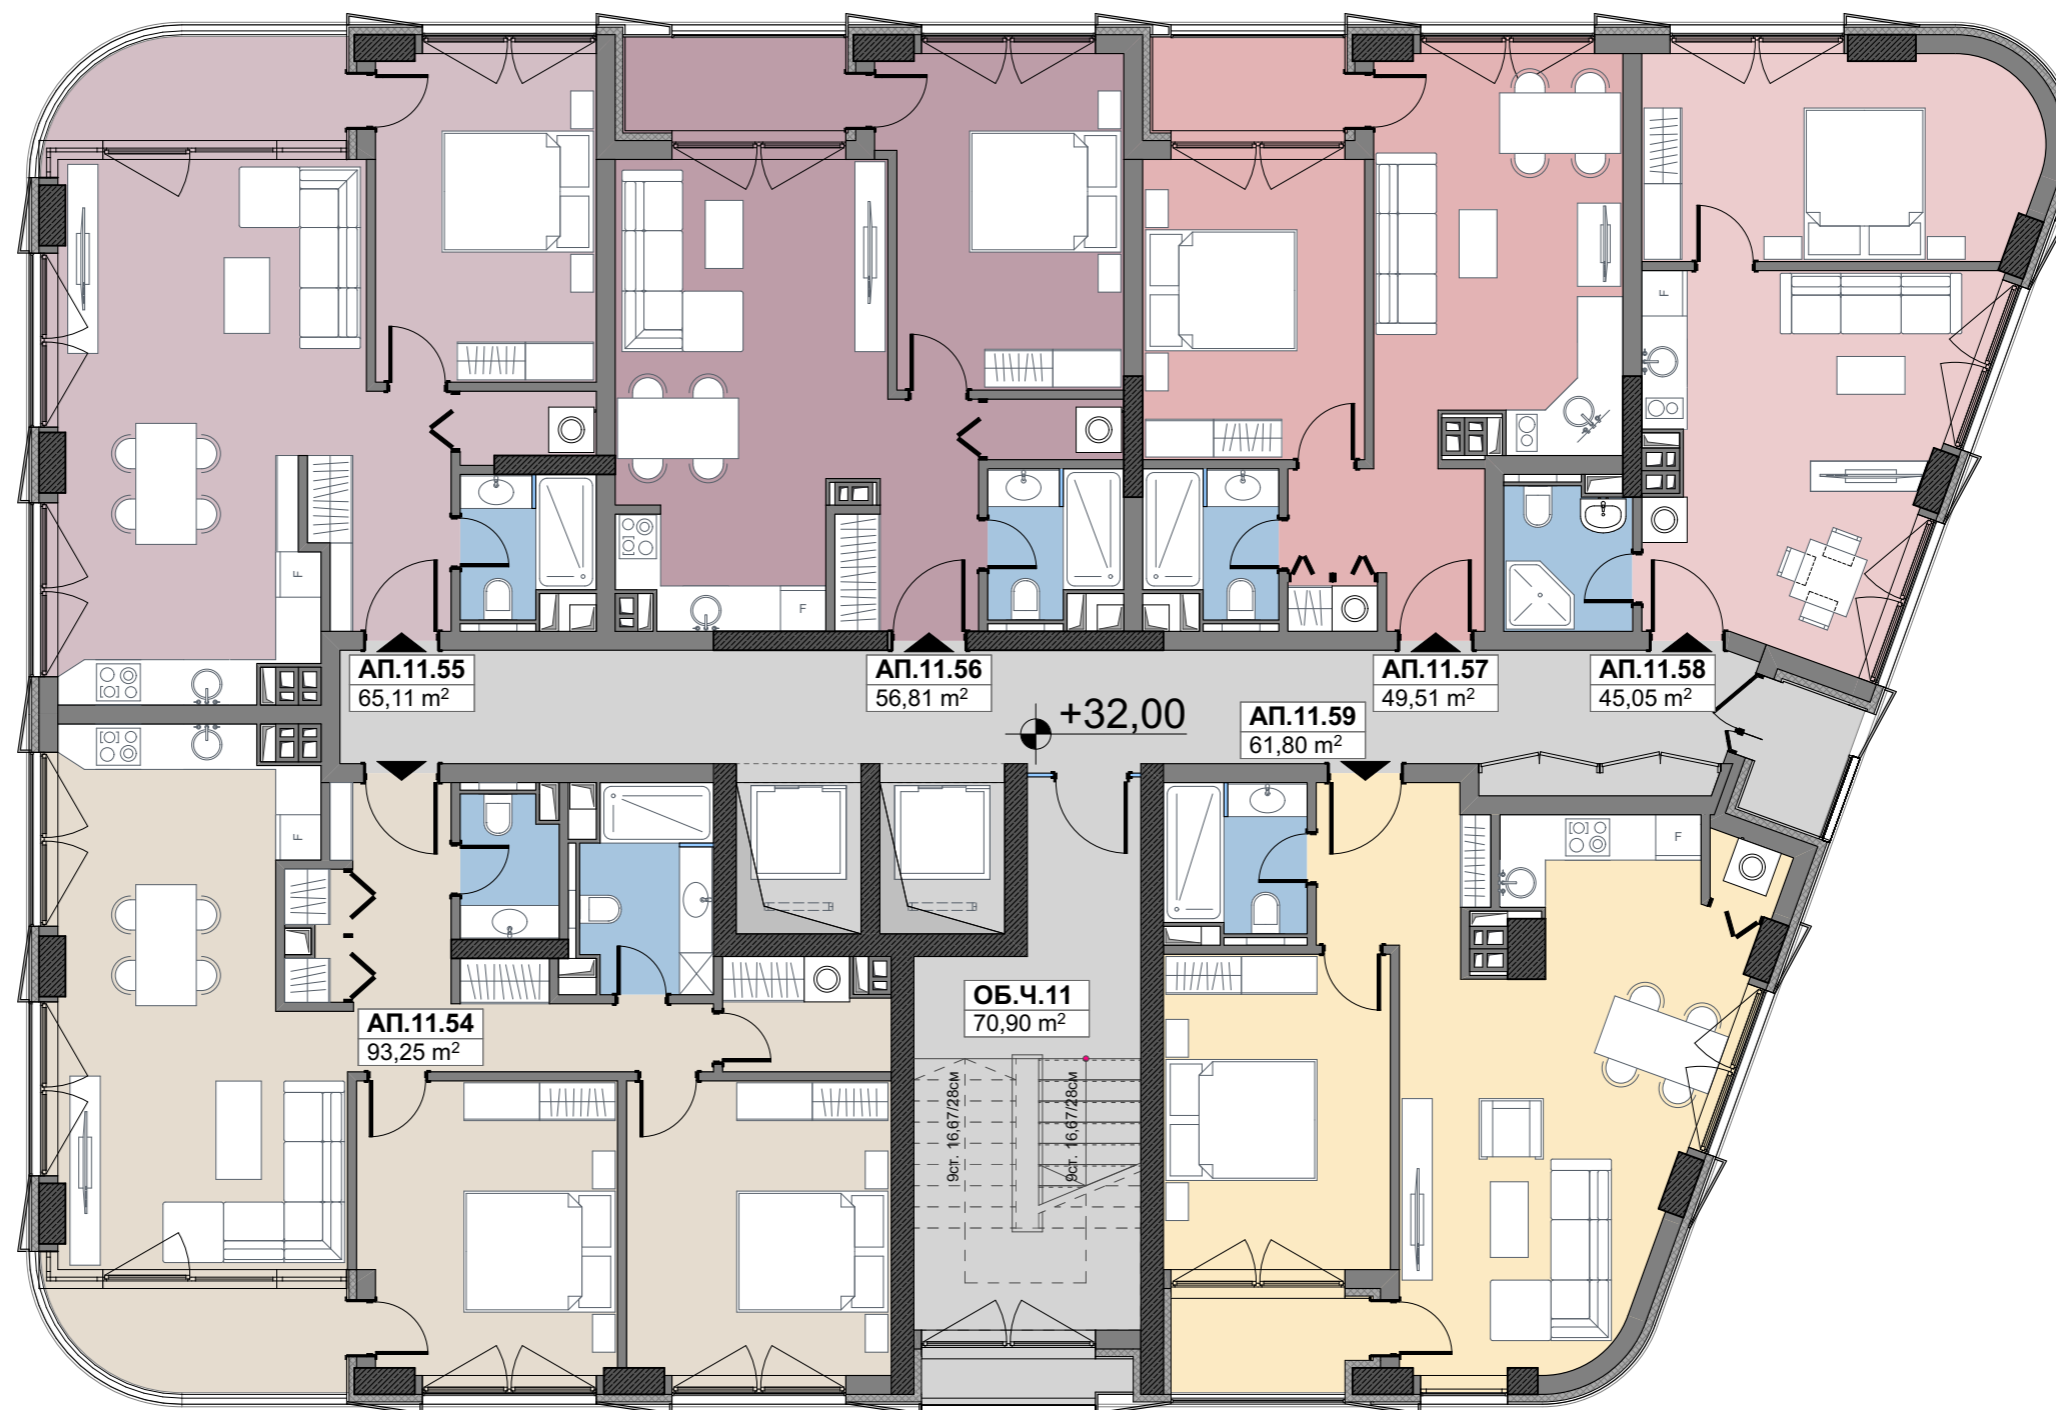 АП.11.55
65,11 m²
АП.11.56
56,81 m²
АП.11.57
49,51 m²
АП.11.58
45,05 m²
+32,00
АП.11.59
61,80 m²
АП.11.54
93,25 m²
ОБ.Ч.11
70,90 m²
9ст. 16,67/28см
9ст. 16,67/28см
F
F
F
F
F